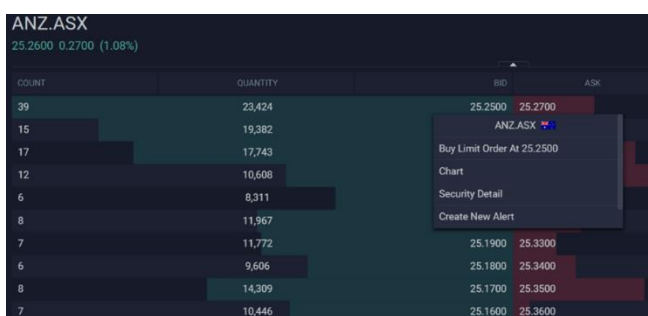 ANZ.ASX
25.2600 0.2700 (1.08%)
COUNT QUANTITY BID ASK
39 23,424 25.2500 25.2700
15 19,382
ANZ.ASX
17 17,743
Buy Limit Order At 25.2500
12 10,608
Chart
6 8,311
Security Detail
8 11,967
Create New Alert
7 11,772 25.1900 25.3300
6 9,606 25.1800 25.3400
8 14,309 25.1700 25.3500
7 10,446 25.1600 25.3600